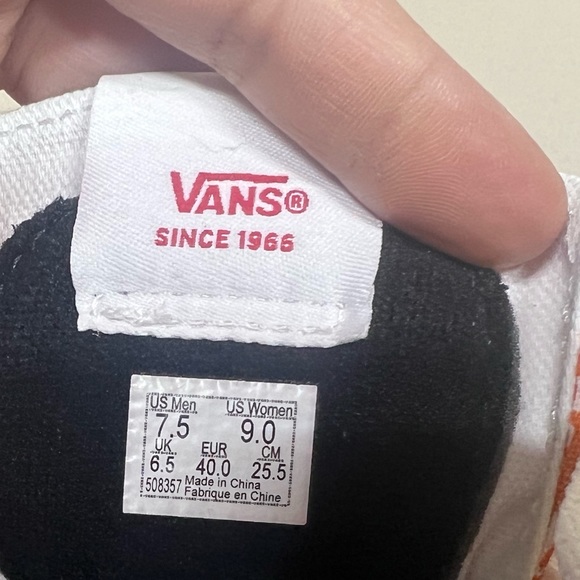 VANS®
SINCE 1966
US Men US Women
7.5 9.0
UK EUR CM
6.5 40.0 25.5
508357 Made in China
Fabrique en Chine